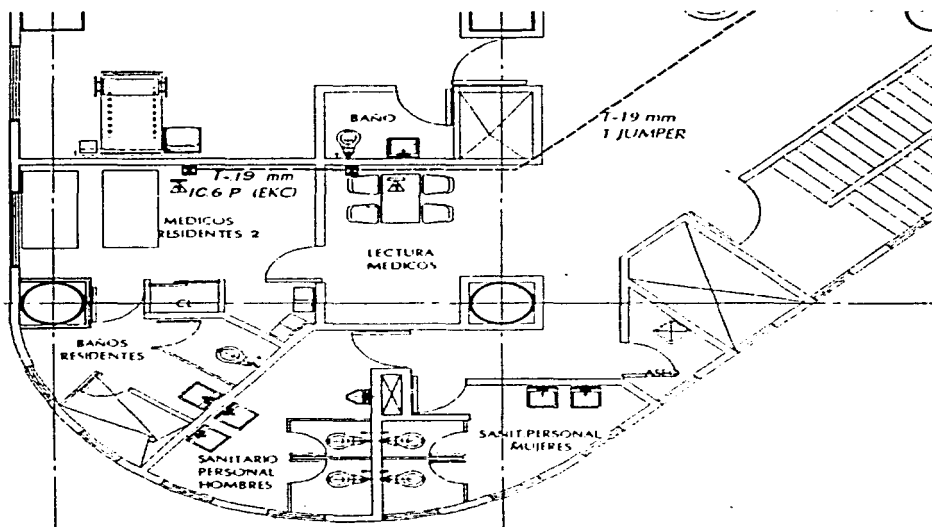 BAÑO
T-19 mm
1 JUMPER
T-19 mm
IC.6 P (EKC)
MEDICOS
RESIDENTES 2
LECTURA
MEDICOS
CL
BAÑOS
RESIDENTES
ASEO
SANIT PERSONAL
MUJERES
SANITARIO
PERSONAL
HOMBRES